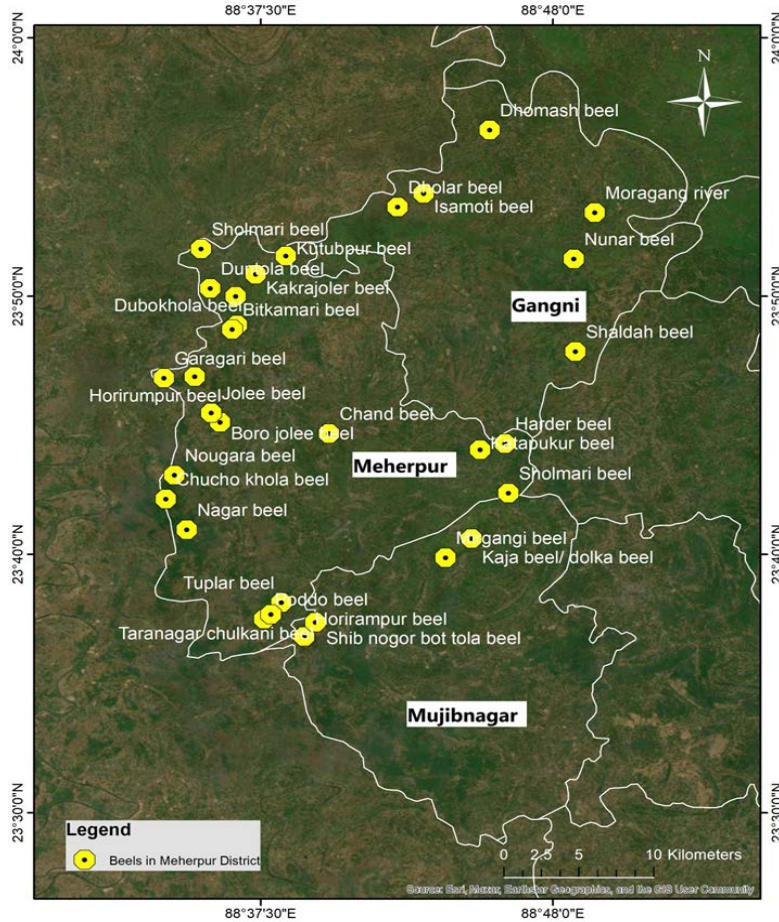 88°37'30"E
88°48'0"E
24°0'0"N
24°0'0"N
N
Dhomash beel
Dholar beel
Isamoti beel
Moragang river
Sholmari beel
Kutubpur beel
Nunar beel
Duntola beel
Kakrajoler beel
23°50'0"N
23°50'0"N
Dubokhola beel
Bitkamari beel
Gangni
Shaldah beel
Garagari beel
Horirumpur beel
Jolee beel
Chand beel
Harder beel
Boro jolee beel
Katapukur beel
Nougara beel
Meherpur
Chucho khola beel
Sholmari beel
Nagar beel
23°40'0"N
23°40'0"N
beel
Kaja beel/ dolka beel
Tuplar beel
beel
Horirampur beel
Taranagar chulkani beel
Shib nogor bot tola beel
Mujibnagar
23°30'0"N
23°30'0"N
Legend
Beels in Meherpur District
0 2.5 5 10 Kilometers
Source: Esri, Maxar, Earthstar Geographics, and the GIS User Community
88°37'30"E
88°48'0"E